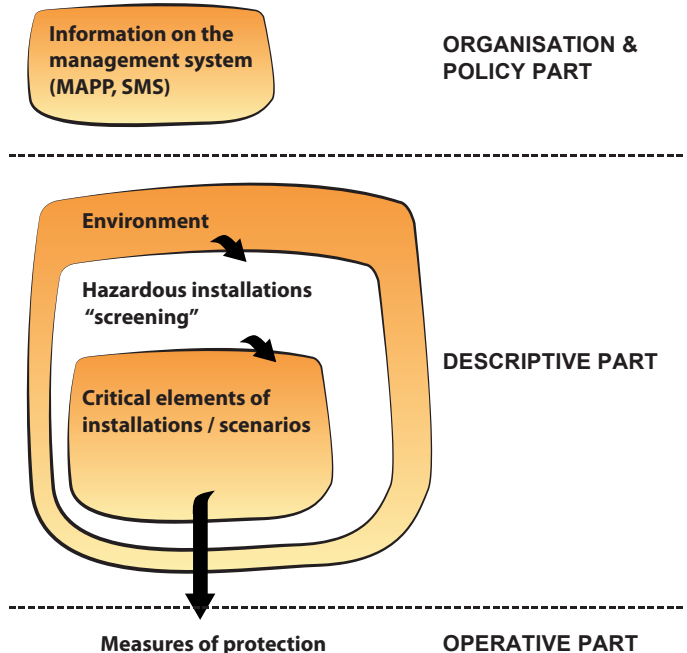 Information on the
management system
(MAPP, SMS)
ORGANISATION &
POLICY PART
Environment
Hazardous installations
“screening”
Critical elements of
installations / scenarios
DESCRIPTIVE PART
Measures of protection
OPERATIVE PART